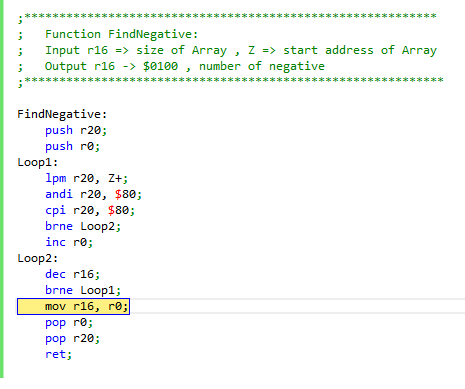 ;**********************************************************
;   Function FindNegative:
;   Input r16 => size of Array , Z => start address of Array
;   Output r16 -> $0100 , number of negative
;***********************************************************
FindNegative:
    push r20;
    push r0;
Loop1:
    lpm r20, Z+;
    andi r20, $80;
    cpi r20, $80;
    brne Loop2;
    inc r0;
Loop2:
    dec r16;
    brne Loop1;
    mov r16, r0;
    pop r0;
    pop r20;
    ret;